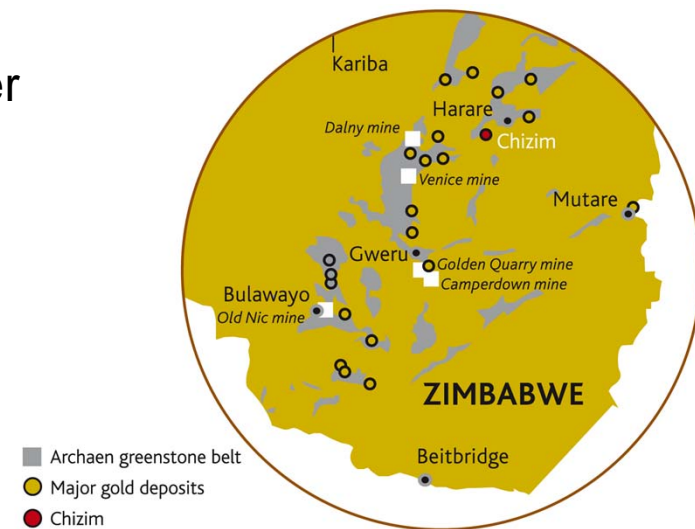 er
Kariba
Harare
Dalny mine
Chizim
Venice mine
Mutare
Gweru
Golden Quarry mine
Camperdown mine
Bulawayo
Old Nic mine
ZIMBABWE
Beitbridge
Archaen greenstone belt
Major gold deposits
Chizim